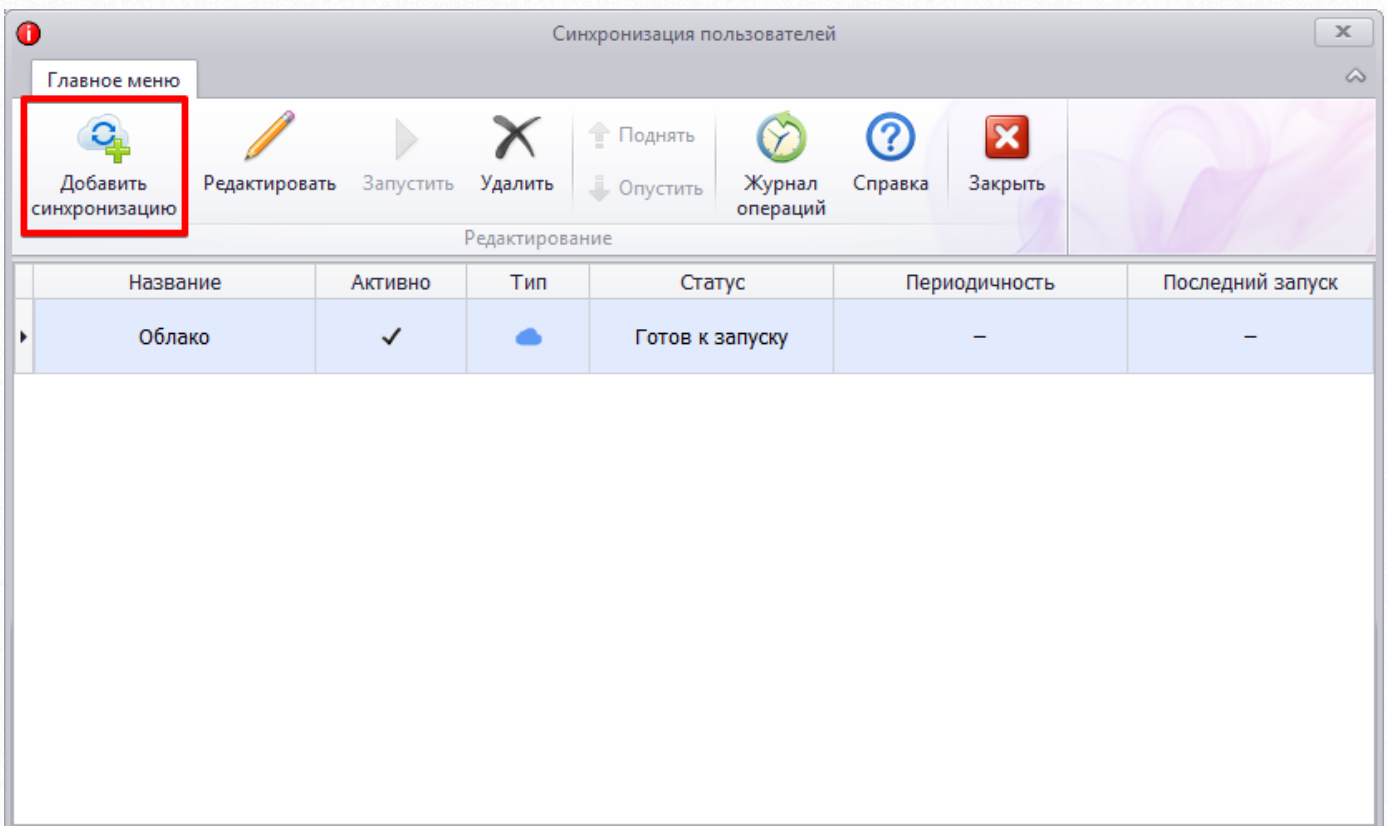 Синхронизация пользователей
Главное меню
Добавить
синхронизацию
Редактировать
Запустить
Удалить
Поднять
Опустить
Журнал
операций
Справка
Закрыть
Редактирование
Название Активно Тип Статус Периодичность Последний запуск
Облако Готов к запуску – –